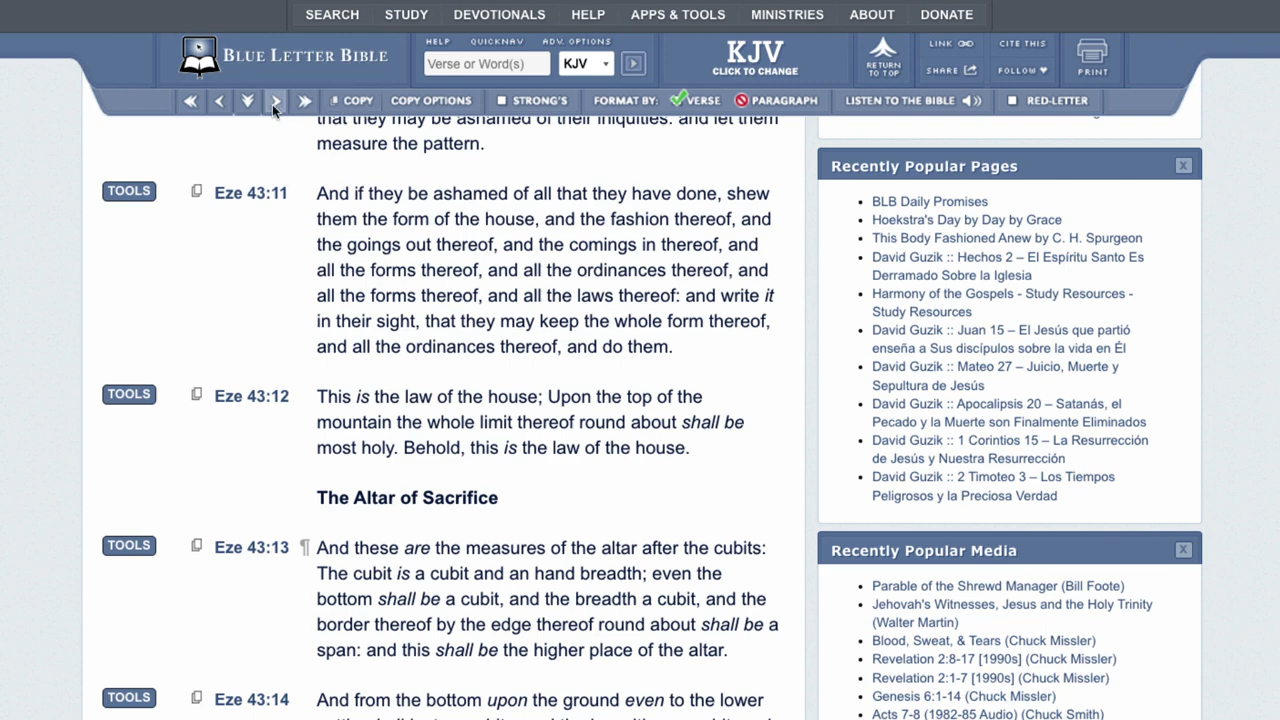 SEARCH STUDY DEVOTIONALS HELP APPS & TOOLS MINISTRIES ABOUT DONATE
BLUE LETTER BIBLE
HELP QUICKNAV ADV. OPTIONS
Verse or Word(s) KJV
KJV
CLICK TO CHANGE
RETURN
TO TOP
LINK CITE THIS
SHARE FOLLOW
PRINT
COPY COPY OPTIONS STRONG'S FORMAT BY: VERSE PARAGRAPH LISTEN TO THE BIBLE RED-LETTER
that they may be ashamed of their iniquities: and let them
measure the pattern.
TOOLS Eze 43:11 And if they be ashamed of all that they have done, shew
them the form of the house, and the fashion thereof, and
the goings out thereof, and the comings in thereof, and
all the forms thereof, and all the ordinances thereof, and
all the forms thereof, and all the laws thereof: and write it
in their sight, that they may keep the whole form thereof,
and all the ordinances thereof, and do them.
TOOLS Eze 43:12 This is the law of the house; Upon the top of the
mountain the whole limit thereof round about shall be
most holy. Behold, this is the law of the house.
The Altar of Sacrifice
TOOLS Eze 43:13 ¶ And these are the measures of the altar after the cubits:
The cubit is a cubit and an hand breadth; even the
bottom shall be a cubit, and the breadth a cubit, and the
border thereof by the edge thereof round about shall be a
span: and this shall be the higher place of the altar.
TOOLS Eze 43:14 And from the bottom upon the ground even to the lower
Recently Popular Pages X
BLB Daily Promises
Hoekstra's Day by Day by Grace
This Body Fashioned Anew by C. H. Spurgeon
David Guzik :: Hechos 2 – El Espíritu Santo Es
Derramado Sobre la Iglesia
Harmony of the Gospels - Study Resources -
Study Resources
David Guzik :: Juan 15 – El Jesús que partió
enseña a Sus discípulos sobre la vida en Él
David Guzik :: Mateo 27 – Juicio, Muerte y
Sepultura de Jesús
David Guzik :: Apocalipsis 20 – Satanás, el
Pecado y la Muerte son Finalmente Eliminados
David Guzik :: 1 Corintios 15 – La Resurrección
de Jesús y Nuestra Resurrección
David Guzik :: 2 Timoteo 3 – Los Tiempos
Peligrosos y la Preciosa Verdad
Recently Popular Media X
Parable of the Shrewd Manager (Bill Foote)
Jehovah's Witnesses, Jesus and the Holy Trinity
(Walter Martin)
Blood, Sweat, & Tears (Chuck Missler)
Revelation 2:8-17 [1990s] (Chuck Missler)
Revelation 2:1-7 [1990s] (Chuck Missler)
Genesis 6:1-14 (Chuck Missler)
Acts 7-8 (1982-85 Audio) (Chuck Smith)